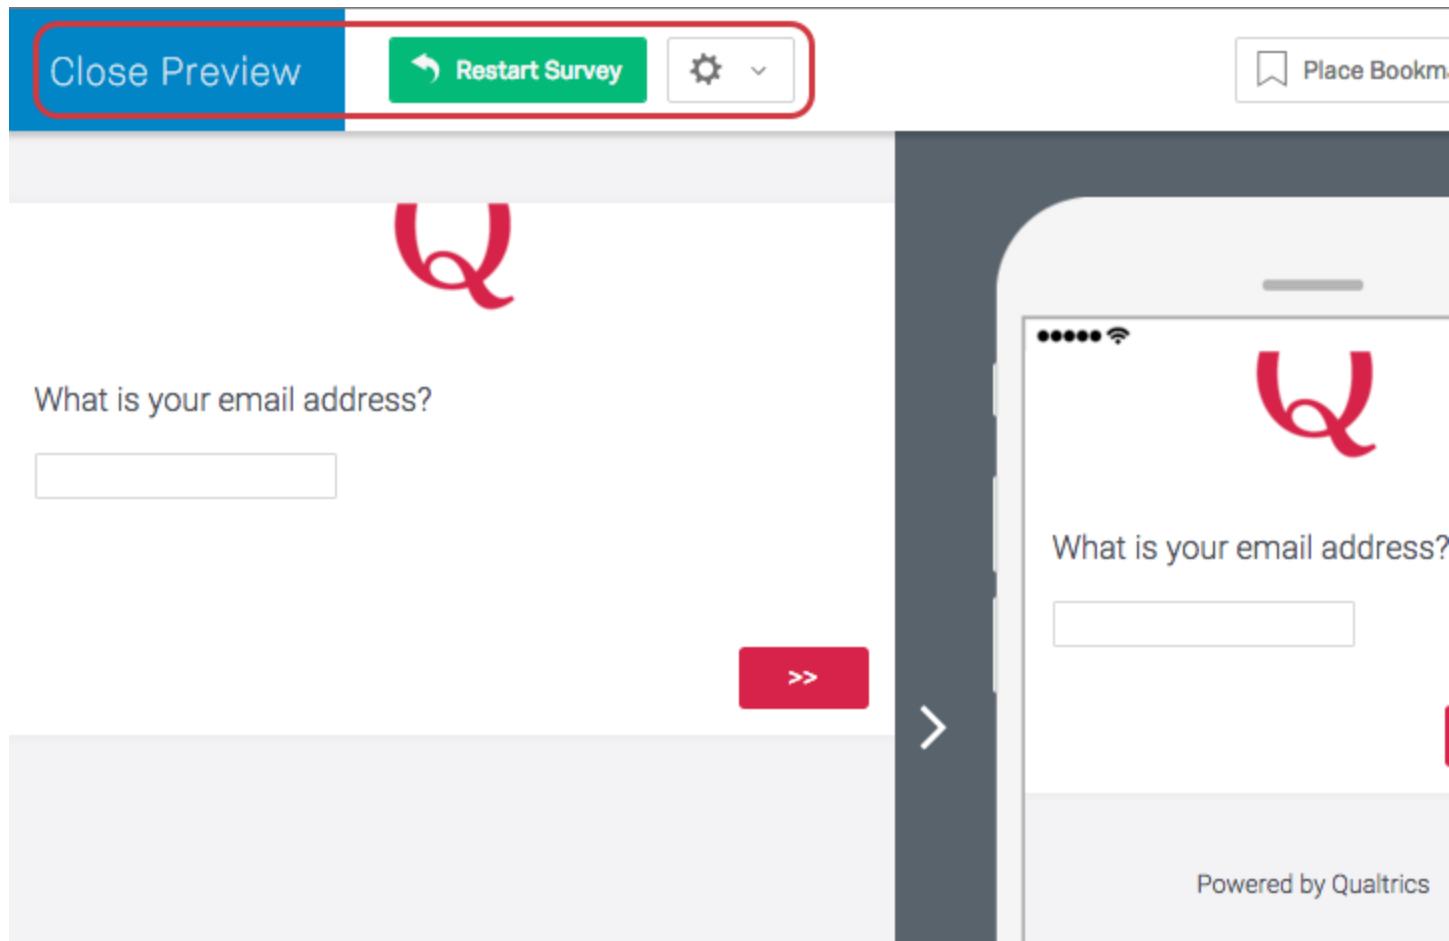 Close Preview
Restart Survey
Place Bookm
Q
What is your email address?
>>
Q
What is your email address?
Powered by Qualtrics